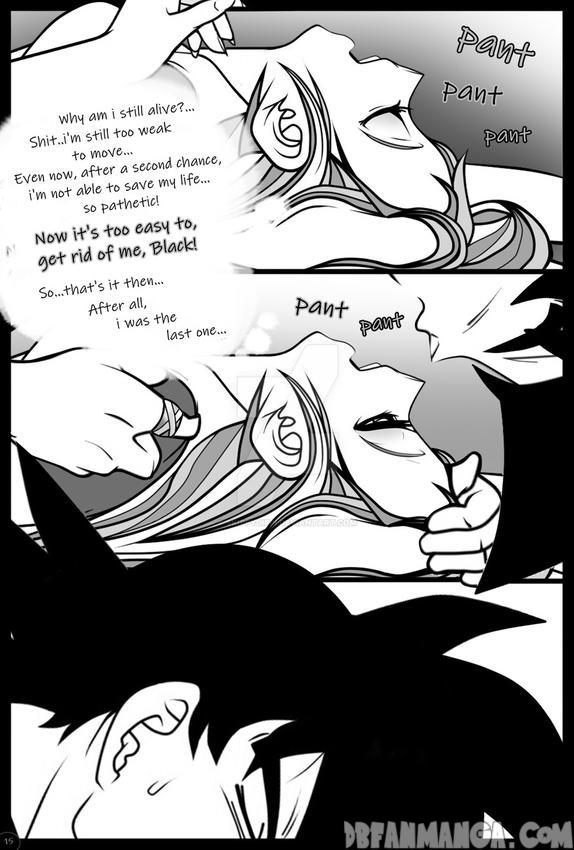 pant
pant
pant
Why am i still alive?...
Shit..i'm still too weak
to move...
Even now, after a second chance,
i'm not able to save my life...
so pathetic!
Now it's too easy to,
get rid of me, Black!
So...that's it then...
After all,
i was the
last one...
pant
pant
15
DBFANMANGA.COM